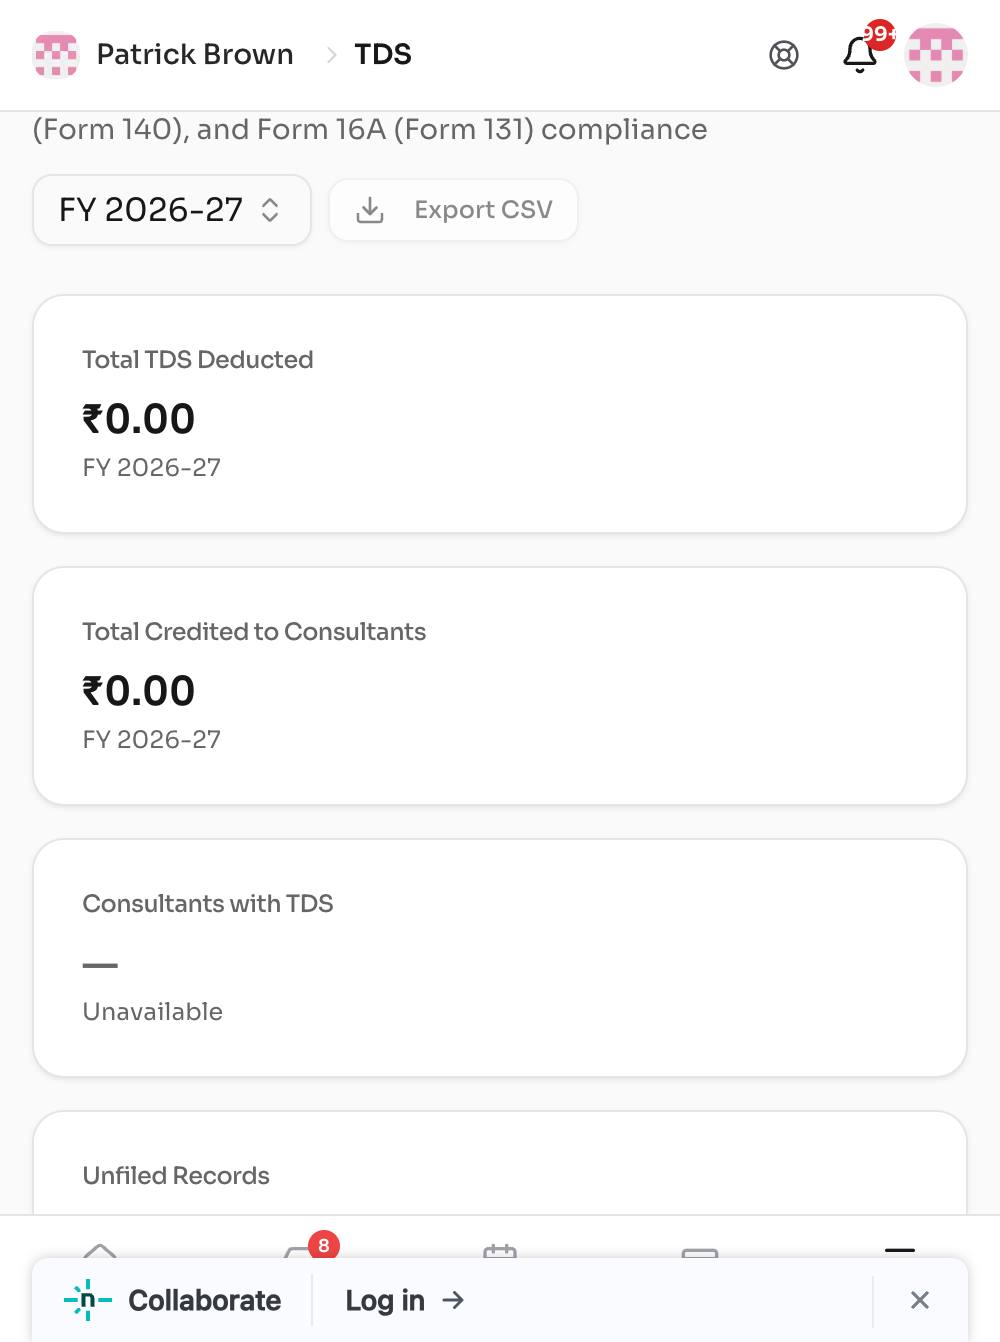 Patrick Brown > TDS
99+
(Form 140), and Form 16A (Form 131) compliance
FY 2026-27
Export CSV
Total TDS Deducted
₹0.00
FY 2026-27
Total Credited to Consultants
₹0.00
FY 2026-27
Consultants with TDS
—
Unavailable
Unfiled Records
8
n Collaborate
Log in →